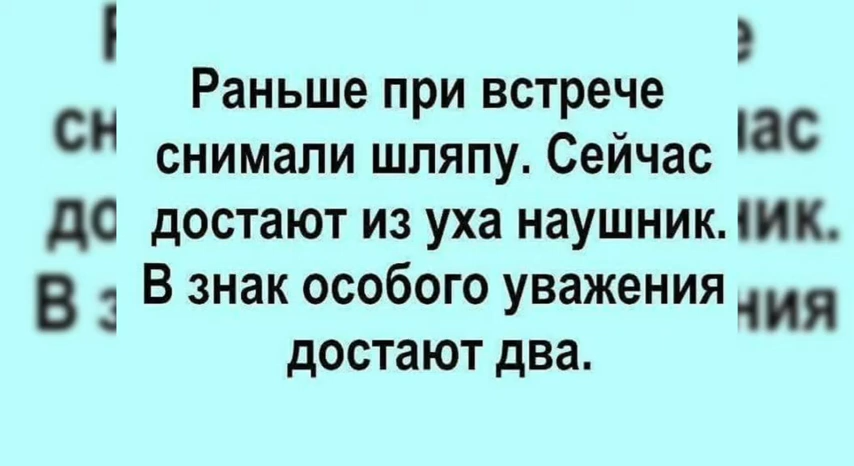 Раньше при встрече
снимали шляпу. Сейчас
достают из уха наушник.
В знак особого уважения
достают два.